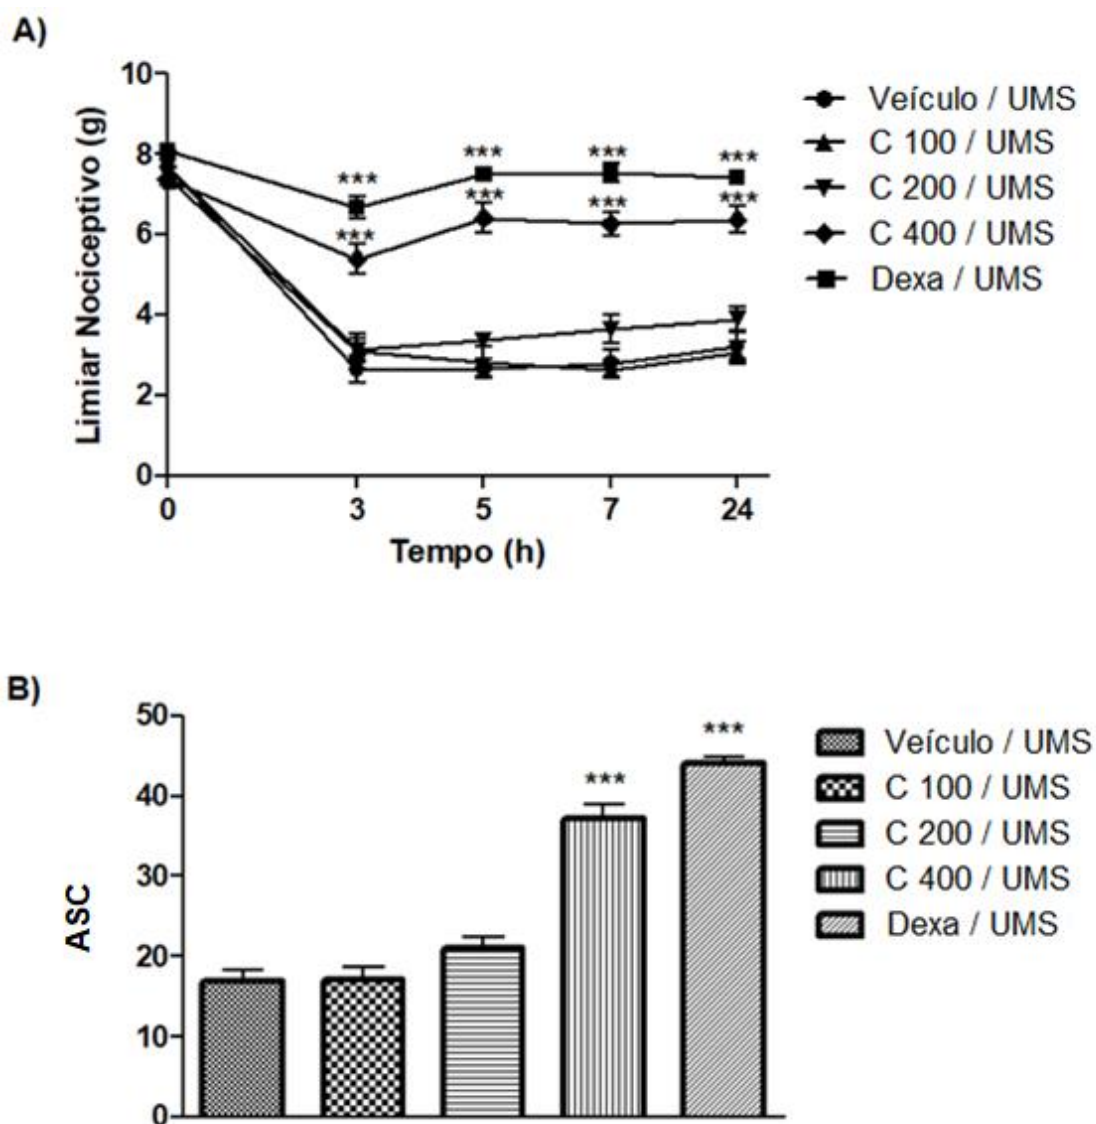 A)
Limiar Nociceptivo (g)
10
8
6
4
2
0
*** *** *** ***
*** *** *** ***
0 3 5 7 24
Tempo (h)
Veículo / UMS
C 100 / UMS
C 200 / UMS
C 400 / UMS
Dexa / UMS
B)
ASC
50
40
30
20
10
0
***
***
Veículo / UMS
C 100 / UMS
C 200 / UMS
C 400 / UMS
Dexa / UMS